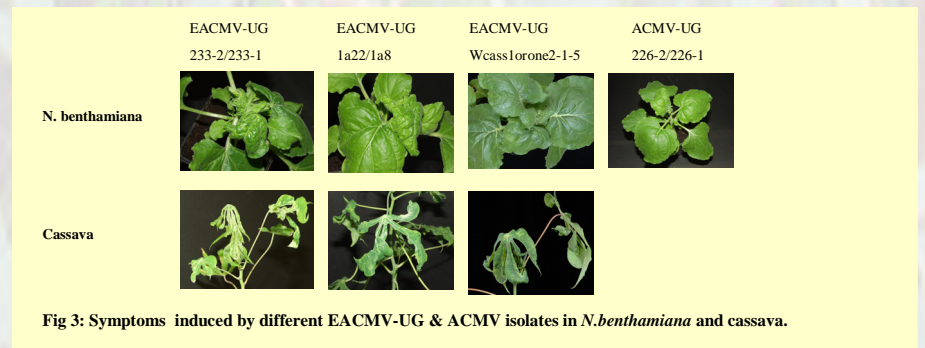 EACMV-UG EACMV-UG EACMV-UG ACMV
233-2/233-1 1a22/1a8 Wcass1orone2-1-5 226-2/226-1
N. benthamiana
Cassava
Fig 3: Symptoms induced by different EACMV-UG & ACMV isolates in N.benthamiana and cassava.